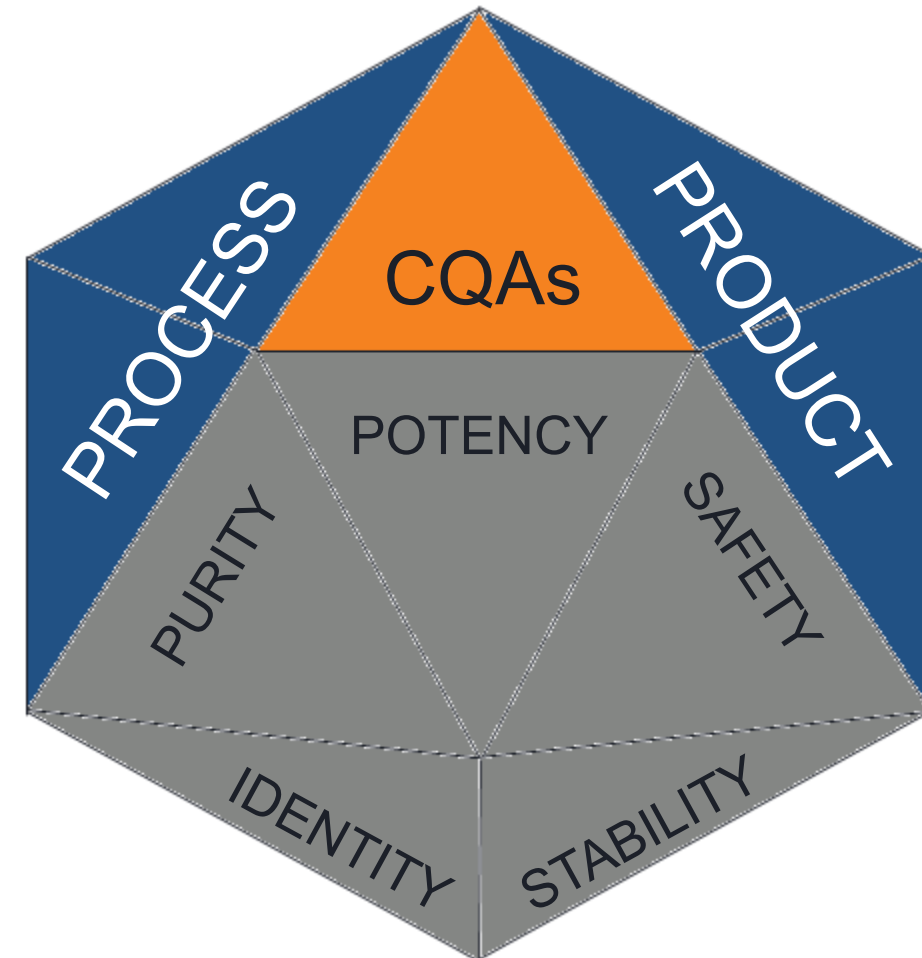 PROCESS
PRODUCT
CQAs
POTENCY
PURITY
SAFETY
IDENTITY
STABILITY